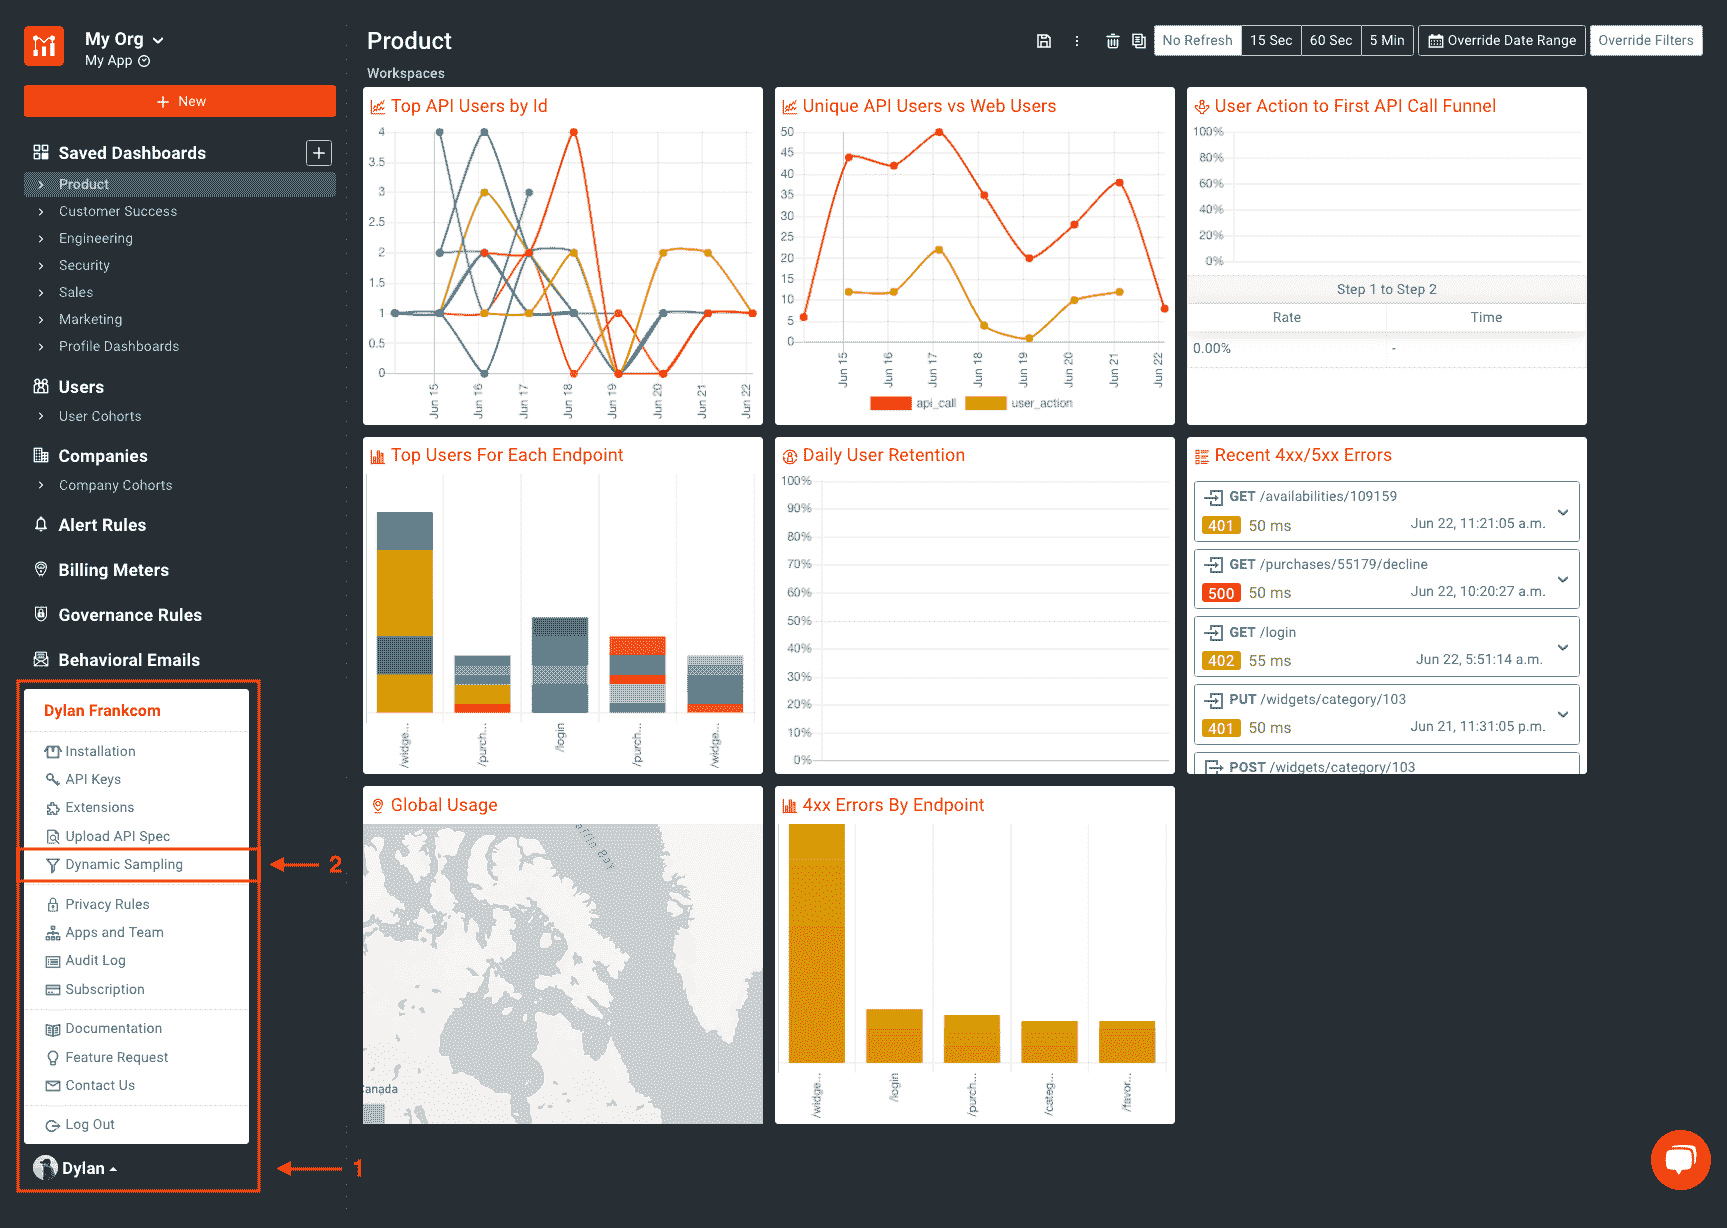 My Org
My App
New
Saved Dashboards
Product
Customer Success
Engineering
Security
Sales
Marketing
Profile Dashboards
Users
User Cohorts
Companies
Company Cohorts
Alert Rules
Billing Meters
Governance Rules
Behavioral Emails
Dylan Frankcom
Installation
API Keys
Extensions
Upload API Spec
Dynamic Sampling
2
Privacy Rules
Apps and Team
Audit Log
Subscription
Documentation
Feature Request
Contact Us
Log Out
Dylan
1
Product
No Refresh 15 Sec 60 Sec 5 Min Override Date Range Override Filters
Workspaces
Top API Users by Id
4
3.5
3
2.5
2
1.5
1
0.5
0
Jun 15 Jun 16 Jun 17 Jun 18 Jun 19 Jun 20 Jun 21 Jun 22
Unique API Users vs Web Users
50
45
40
35
30
25
20
15
10
5
0
Jun 15 Jun 16 Jun 17 Jun 18 Jun 19 Jun 20 Jun 21 Jun 22
api_call user_action
User Action to First API Call Funnel
100%
80%
60%
40%
20%
0%
Step 1 to Step 2
Rate Time
0.00% -
Top Users For Each Endpoint
/widge... /purch... /login /purch... /widge...
Daily User Retention
100%
90%
80%
70%
60%
50%
40%
30%
20%
10%
0%
Recent 4xx/5xx Errors
GET /availabilities/109159
401 50 ms Jun 22, 11:21:05 a.m.
GET /purchases/55179/decline
500 50 ms Jun 22, 10:20:27 a.m.
GET /login
402 55 ms Jun 22, 5:51:14 a.m.
PUT /widgets/category/103
401 50 ms Jun 21, 11:31:05 p.m.
POST /widgets/category/103
Global Usage
Bay
anada
4xx Errors By Endpoint
/widge... /login /purch... /categ... /favor...